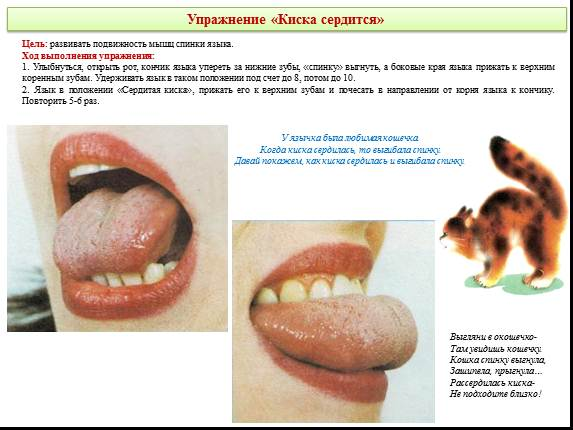 Упражнение «Киска сердится»
Цель: развивать подвижность мышц спинки языка.
Ход выполнения упражнения:
1. Улыбнуться, открыть рот, кончик языка упереть за нижние зубы, «спинку» выгнуть, а боковые края языка прижать к верхним
коренным зубам. Удерживать язык в таком положении под счет до 8, потом до 10.
2. Язык в положении «Сердитая киска», прижать его к верхним зубам и почесать в направлении от корня языка к кончику.
Повторить 5-6 раз.
У язычка была любимая кошечка.
Когда киска сердилась, то выгибала спинку.
Давай покажем, как киска сердилась и выгибала спинку.
Выгляни в окошечко-
Там увидишь кошечку.
Кошка спинку выгнула,
Зашипела, прыгнула...
Рассердилась киска-
Не подходите близко!